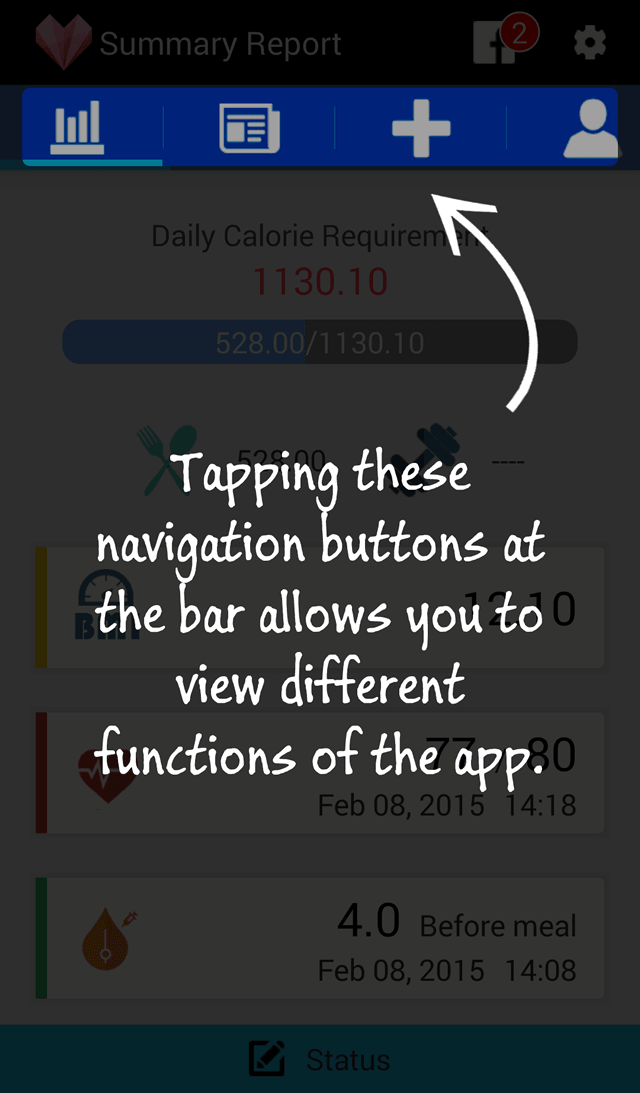 Summary Report 2
Daily Calorie Requirement
1130.10
528.00/1130.10
528.00 ----
Tapping these
navigation buttons at
the bar allows you to
view different
functions of the app.
BMI 12.10
77 / 80
Feb 08, 2015 14:18
4.0 Before meal
Feb 08, 2015 14:08
Status